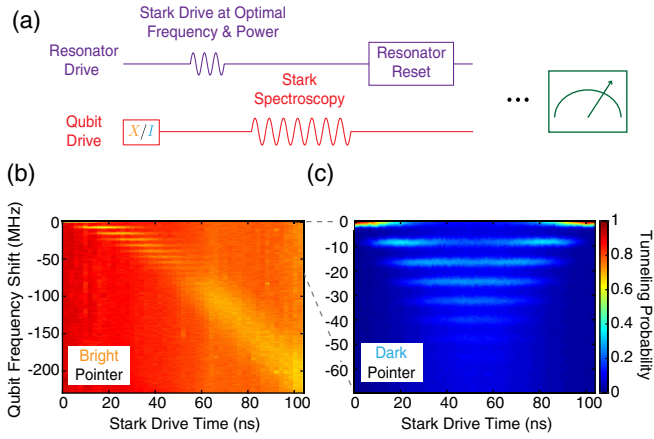 (a)
Stark Drive at Optimal
Frequency & Power
Resonator
Drive
Resonator
Reset
Stark
Spectroscopy
Qubit
Drive
X/I
...
(b)
(c)
Qubit Frequency Shift (MHz)
0
-50
-100
-150
-200
Bright
Pointer
0 20 40 60 80 100
Stark Drive Time (ns)
0
-10
-20
-30
-40
-50
-60
Dark
Pointer
0 20 40 60 80 100
Stark Drive Time (ns)
1
0.8
0.6
0.4
0.2
0
Tunneling Probability